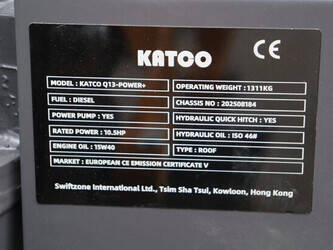 KATCO CE
MODEL : KATCO Q13-POWER+ OPERATING WEIGHT : 1311KG
FUEL : DIESEL CHASSIS NO : 202508184
POWER PUMP : YES HYDRAULIC QUICK HITCH : YES
RATED POWER : 10.5HP HYDRAULIC OIL : ISO 46#
ENGINE OIL : 15W40 TYPE : ROOF
MARKET : EUROPEAN CE EMISSION CERTIFICATE V
Swiftzone International Ltd., Tsim Sha Tsui, Kowloon, Hong Kong